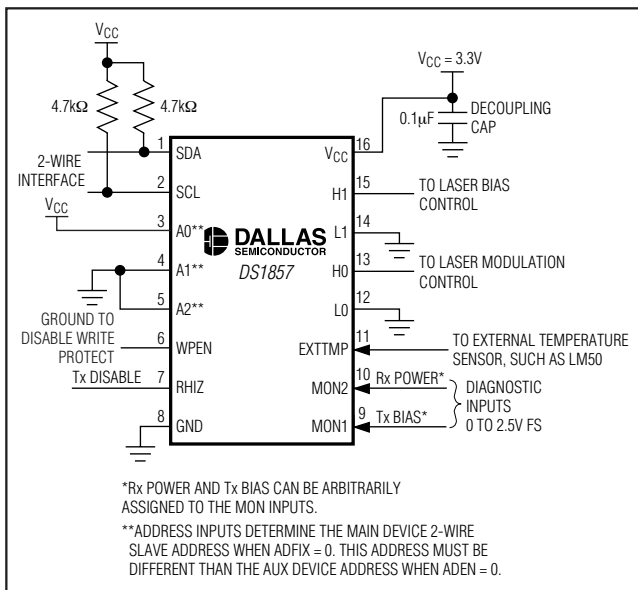 VCC
4.7kΩ
4.7kΩ
2-WIRE
INTERFACE
VCC
GROUND TO
DISABLE WRITE
PROTECT
Tx DISABLE
1 SDA
2 SCL
3 A0**
4 A1**
5 A2**
6 WPEN
7 RHIZ
8 GND
DALLAS
SEMICONDUCTOR
DS1857
VCC = 3.3V
0.1µF
DECOUPLING
CAP
VCC 16
H1 15
TO LASER BIAS
CONTROL
L1 14
H0 13
TO LASER MODULATION
CONTROL
L0 12
EXTTMP 11
TO EXTERNAL TEMPERATURE
SENSOR, SUCH AS LM50
MON2 10 Rx POWER*
MON1 9 Tx BIAS*
DIAGNOSTIC
INPUTS
0 TO 2.5V FS
*Rx POWER AND Tx BIAS CAN BE ARBITRARILY
ASSIGNED TO THE MON INPUTS.
**ADDRESS INPUTS DETERMINE THE MAIN DEVICE 2-WIRE
SLAVE ADDRESS WHEN ADFIX = 0. THIS ADDRESS MUST BE
DIFFERENT THAN THE AUX DEVICE ADDRESS WHEN ADEN = 0.